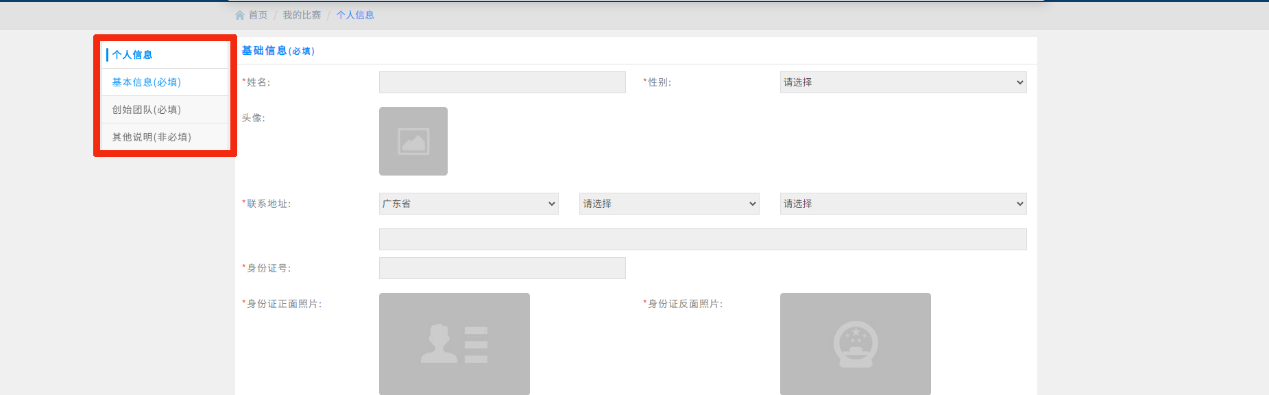 首页 / 我的比赛 / 个人信息
个人信息
基本信息(必填)
创始团队(必填)
其他说明(非必填)
基础信息(必填)
*姓名:
*性别: 请选择
头像:
*联系地址: 广东省 请选择 请选择
*身份证号:
*身份证正面照片: *身份证反面照片: